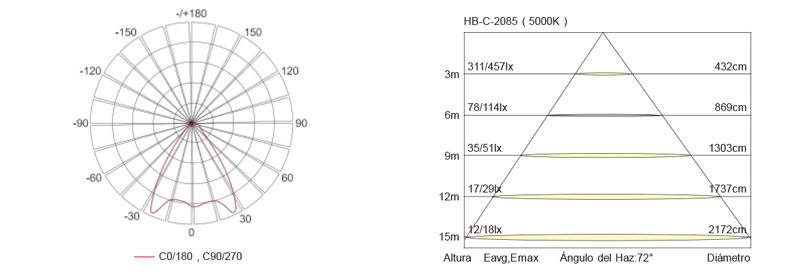 -/+180
-150
150
-120
120
-90
90
-60
60
-30
30
0
C0/180 , C90/270
HB-C-2085 ( 5000K )
311/457lx
432cm
3m
78/114lx
869cm
6m
35/51lx
1303cm
9m
17/29lx
1737cm
12m
12/18lx
2172cm
15m
Altura Eavg,Emax Ángulo del Haz:72° Diámetro